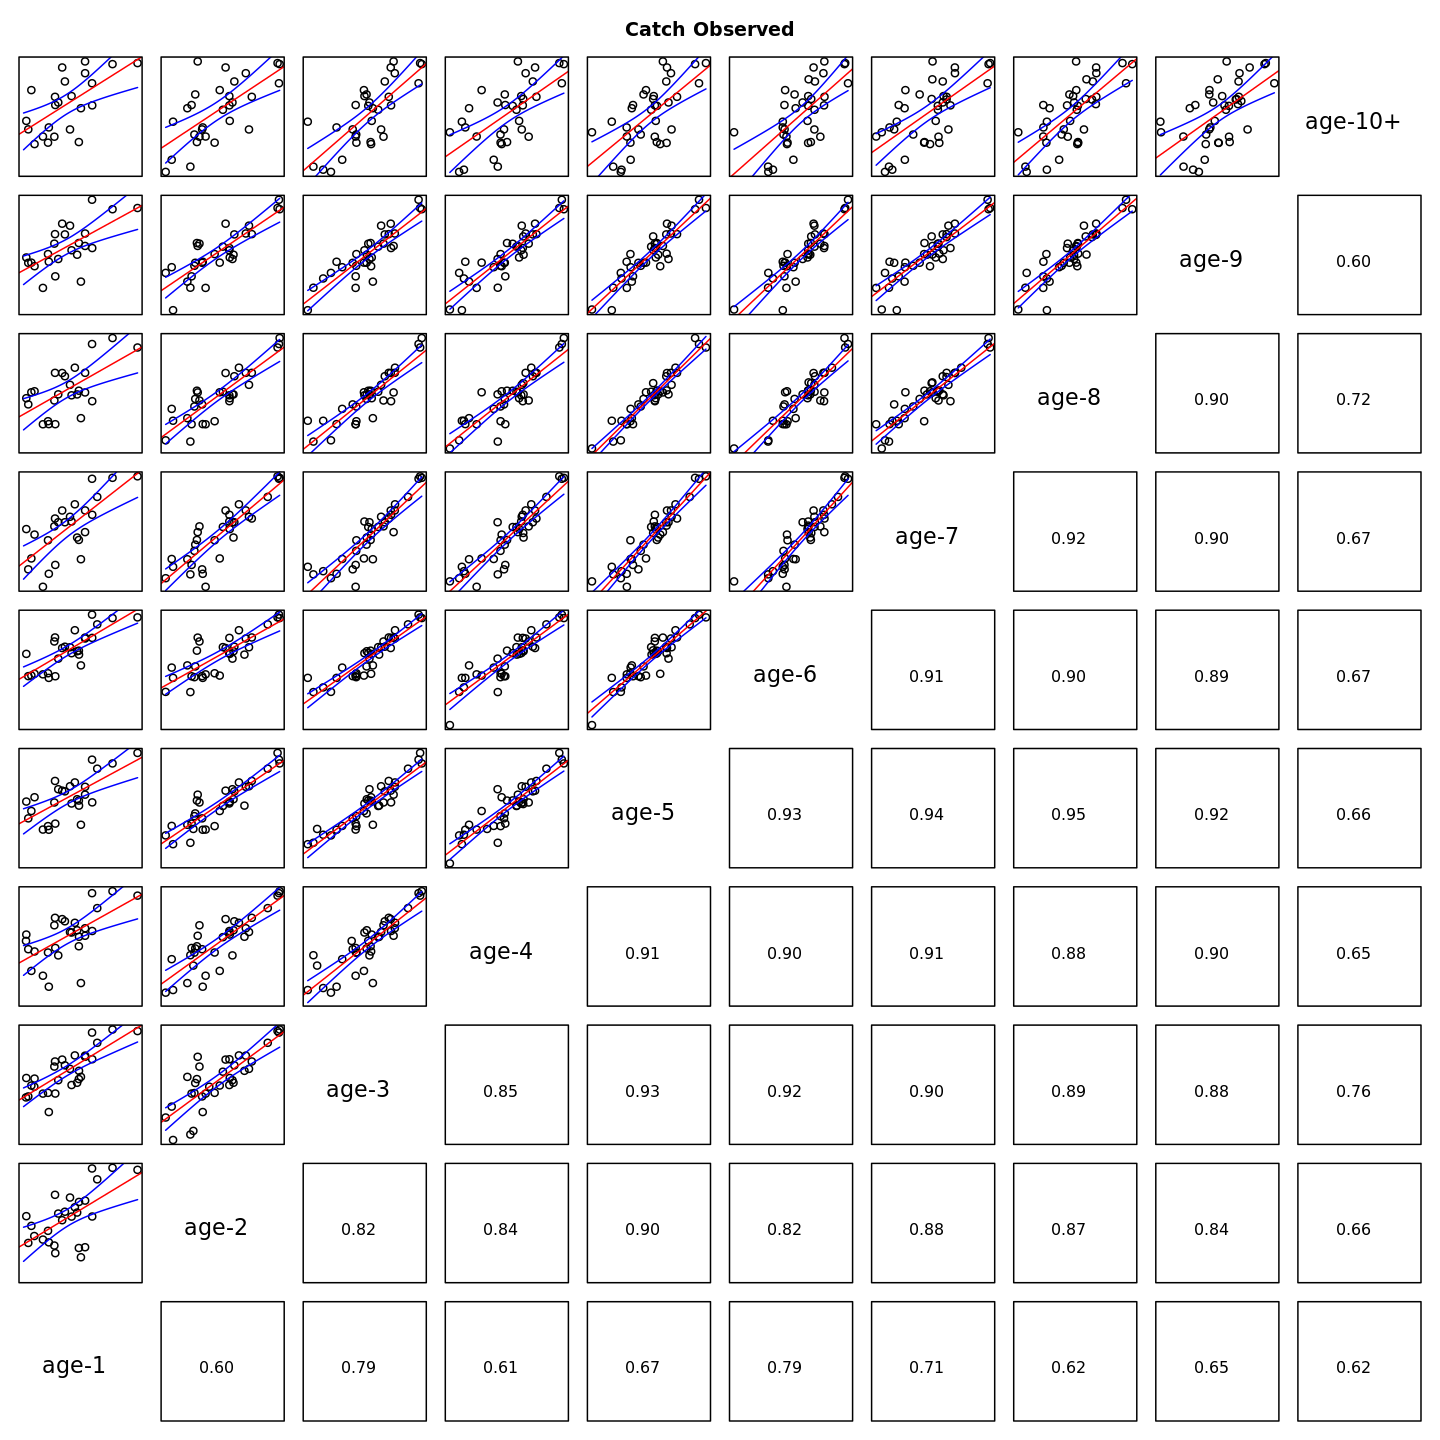 Catch Observed
age-10+
age-9 0.60
age-8 0.90 0.72
age-7 0.92 0.90 0.67
age-6 0.91 0.90 0.89 0.67
age-5 0.93 0.94 0.95 0.92 0.66
age-4 0.91 0.90 0.91 0.88 0.90 0.65
age-3 0.85 0.93 0.92 0.90 0.89 0.88 0.76
age-2 0.82 0.84 0.90 0.82 0.88 0.87 0.84 0.66
age-1 0.60 0.79 0.61 0.67 0.79 0.71 0.62 0.65 0.62